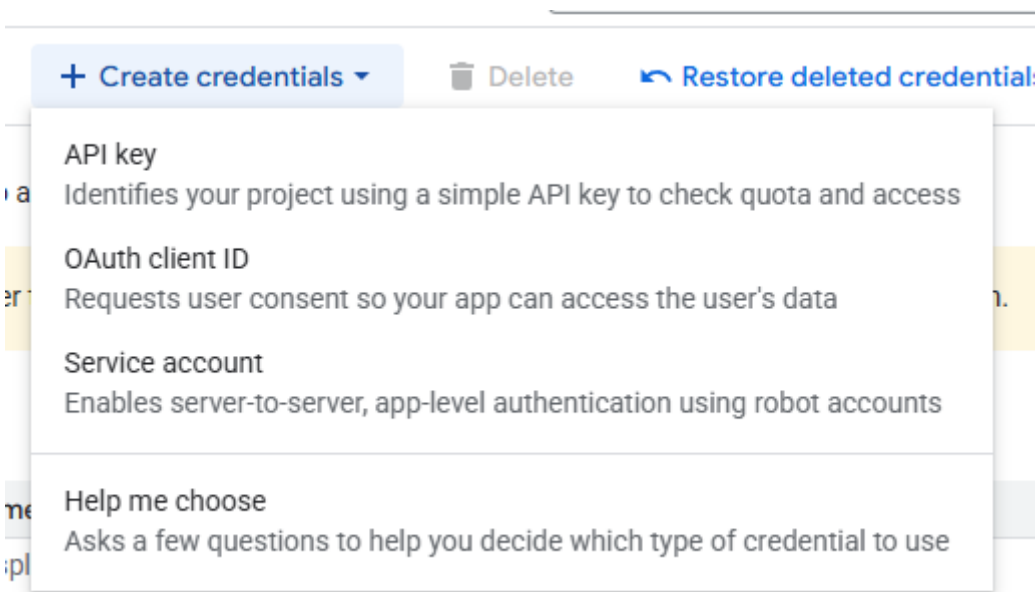 + Create credentials
Delete
Restore deleted credentials
API key
Identifies your project using a simple API key to check quota and access
OAuth client ID
Requests user consent so your app can access the user's data
Service account
Enables server-to-server, app-level authentication using robot accounts
Help me choose
Asks a few questions to help you decide which type of credential to use